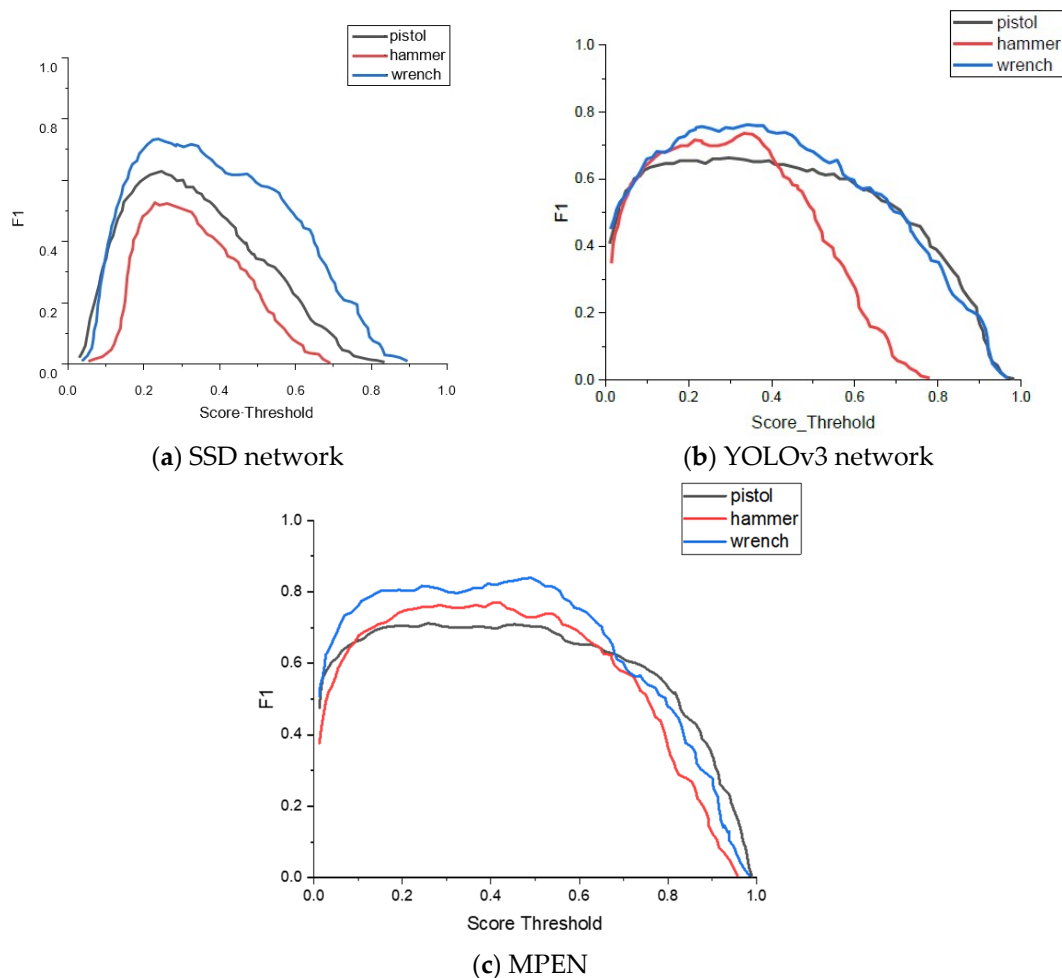 pistol
hammer
wrench
1.0
0.8
0.6
0.4
0.2
0.0
F1
0.0 0.2 0.4 0.6 0.8 1.0
Score·Threshold
(a) SSD network
pistol
hammer
wrench
1.0
0.8
0.6
0.4
0.2
0.0
F1
0.0 0.2 0.4 0.6 0.8 1.0
Score_Threhold
(b) YOLOv3 network
pistol
hammer
wrench
1.0
0.8
0.6
0.4
0.2
0.0
F1
0.0 0.2 0.4 0.6 0.8 1.0
Score Threshold
(c) MPEN